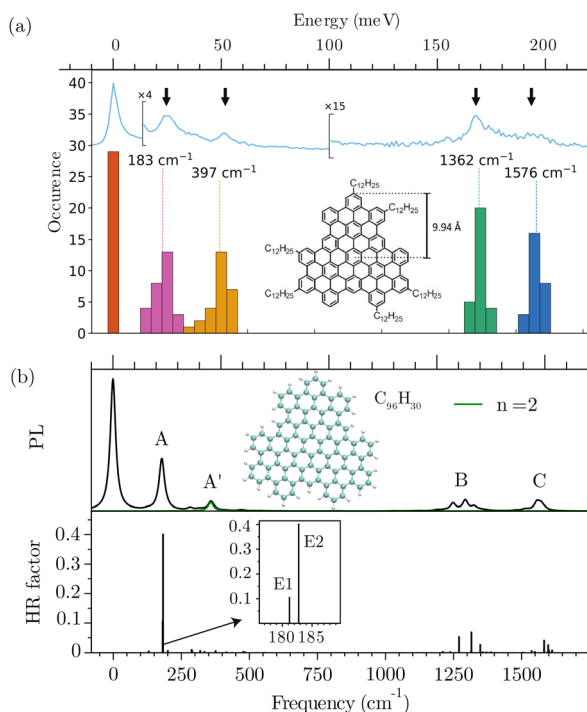 (a)
Energy (meV)
0 50 100 150 200
40
35
30
25
20
15
10
5
0
Occurence
×4
×15
183 cm⁻¹
397 cm⁻¹
1362 cm⁻¹
1576 cm⁻¹
C₁₂H₂₅
C₁₂H₂₅
C₁₂H₂₅
C₁₂H₂₅
C₁₂H₂₅
C₁₂H₂₅
9.94 Å
(b)
PL
A
A'
B
C
C₉₆H₃₀
n =2
HR factor
0.4
0.3
0.2
0.1
0
0.4
0.3
0.2
0.1
E1
E2
180 185
0 250 500 750 1000 1250 1500
Frequency (cm⁻¹)